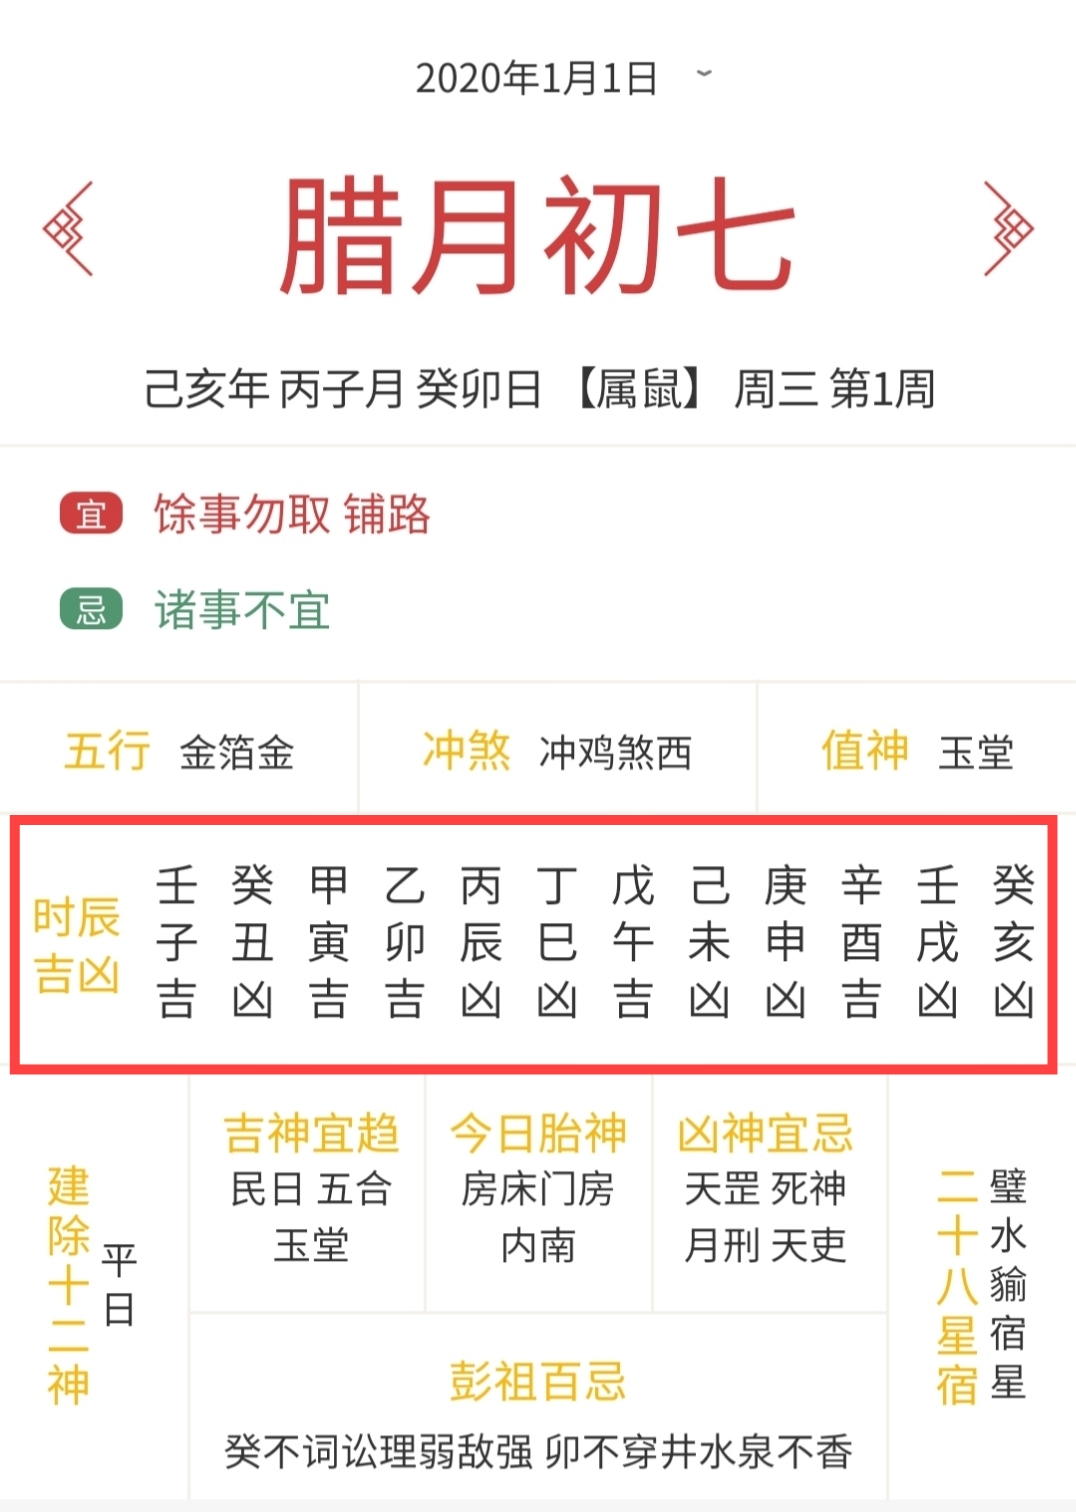 2020年1月1日
腊月初七
己亥年 丙子月 癸卯日 【属鼠】 周三 第1周
宜 馀事勿取 铺路
忌 诸事不宜
五行 金箔金
冲煞 冲鸡煞西
值神 玉堂
时辰吉凶
壬子吉
癸丑凶
甲寅吉
乙卯吉
丙辰凶
丁巳凶
戊午吉
己未凶
庚申凶
辛酉吉
壬戌凶
癸亥凶
建除十二神
平日
吉神宜趋
民日 五合
玉堂
今日胎神
房床门房
内南
凶神宜忌
天罡 死神
月刑 天吏
二十八星宿
璧水貐宿星
彭祖百忌
癸不词讼理弱敌强 卯不穿井水泉不香